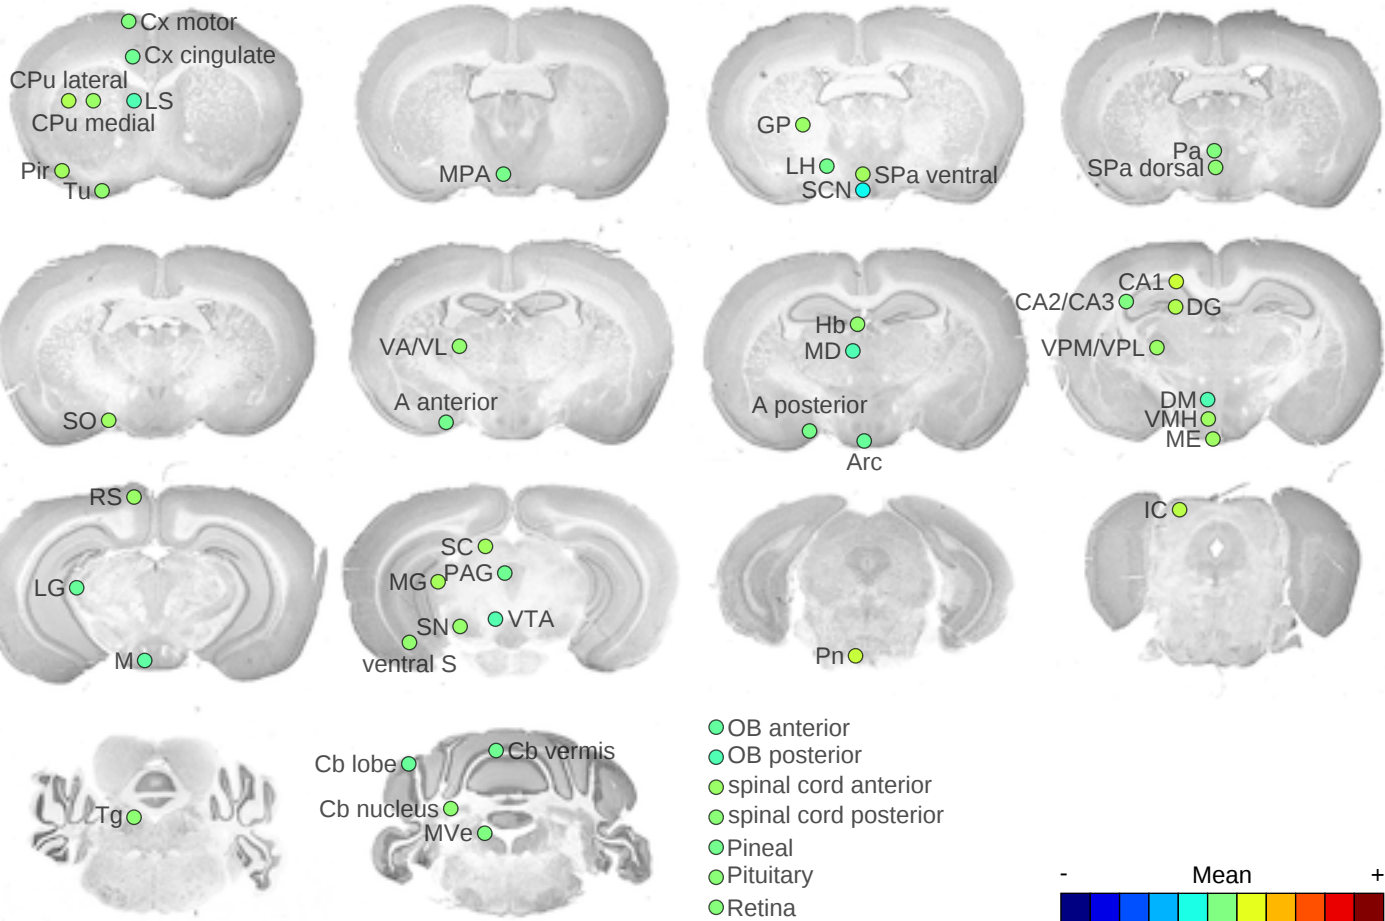 Cx motor
Cx cingulate
CPu lateral
LS
CPu medial
Pir
Tu
MPA
GP
LH
SPa ventral
SCN
Pa
SPa dorsal
SO
VA/VL
A anterior
Hb
MD
A posterior
Arc
CA1
CA2/CA3
DG
VPM/VPL
DM
VMH
ME
RS
LG
M
SC
MG
PAG
SN
VTA
ventral S
Pn
IC
Tg
Cb lobe
Cb vermis
Cb nucleus
MVe
OB anterior
OB posterior
spinal cord anterior
spinal cord posterior
Pineal
Pituitary
Retina
- Mean +